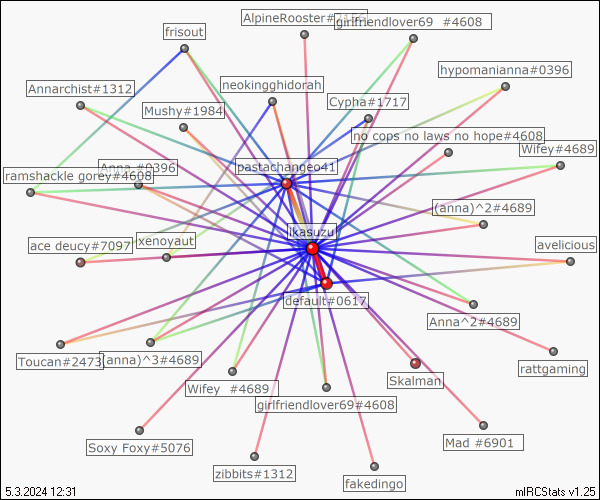 AlpineRooster#
girlfriendlover69 #4608
frisout
hypomanianna#0396
Annarchist#1312
neokingghidorah
Cypha#1717
Mushy#1984
no cops no laws no hope#4608
Wifey#4689
Anna #0396
pastachangeo41
ramshackle gorey#4608
(anna)^2#4689
ikasuzu
xenoyaut
ace deucy#7097
avelicious
default#0617
Anna^2#4689
Toucan#2473
(anna)^3#4689
rattgaming
Skalman
Wifey #4689
girlfriendlover69#4608
Soxy Foxy#5076
Mad #6901
zibbits#1312
fakedingo
5.3.2024 12:31
mIRCStats v1.25